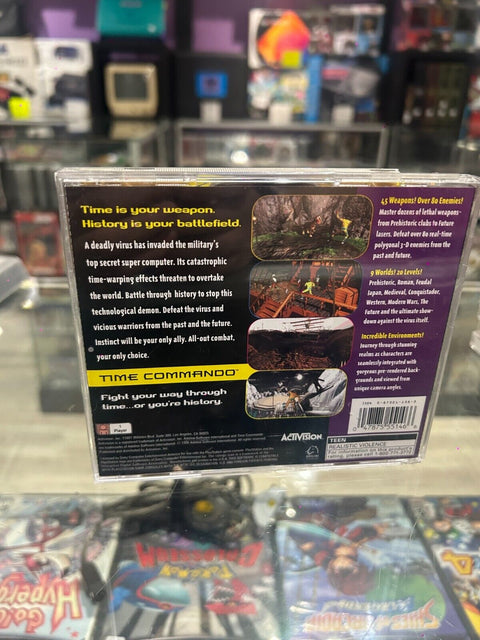 Time is your weapon.
History is your battlefield.
A deadly virus has invaded the military's
top secret super computer. Its catastrophic
time-warping effects threaten to overtake
the world. Battle through history to stop this
technological demon. Defeat the virus and
vicious warriors from the past and the future.
Instinct will be your only ally. All-out combat,
your only choice.
TIME COMMANDO
Fight your way through
time...or you're history.
1
Player
ACTIVISION
45 Weapons! Over 80 Enemies!
Master dozens of lethal weapons-
from Prehistoric clubs to Future
lasers. Defeat over 80 real-time
polygonal 3-D enemies from the
past and future.
9 Worlds! 20 Levels!
Prehistoric, Roman, Feudal
Japan, Medieval, Conquistador,
Western, Modern Wars, The
Future and the ultimate show-
down against the virus itself.
Incredible Environments!
Journey through stunning
realms as characters are
seamlessly integrated with
gorgeous pre-rendered back-
grounds and viewed from
unique camera angles.
TEEN
REALISTIC VIOLENCE
POKEMON
COLOSSEUM